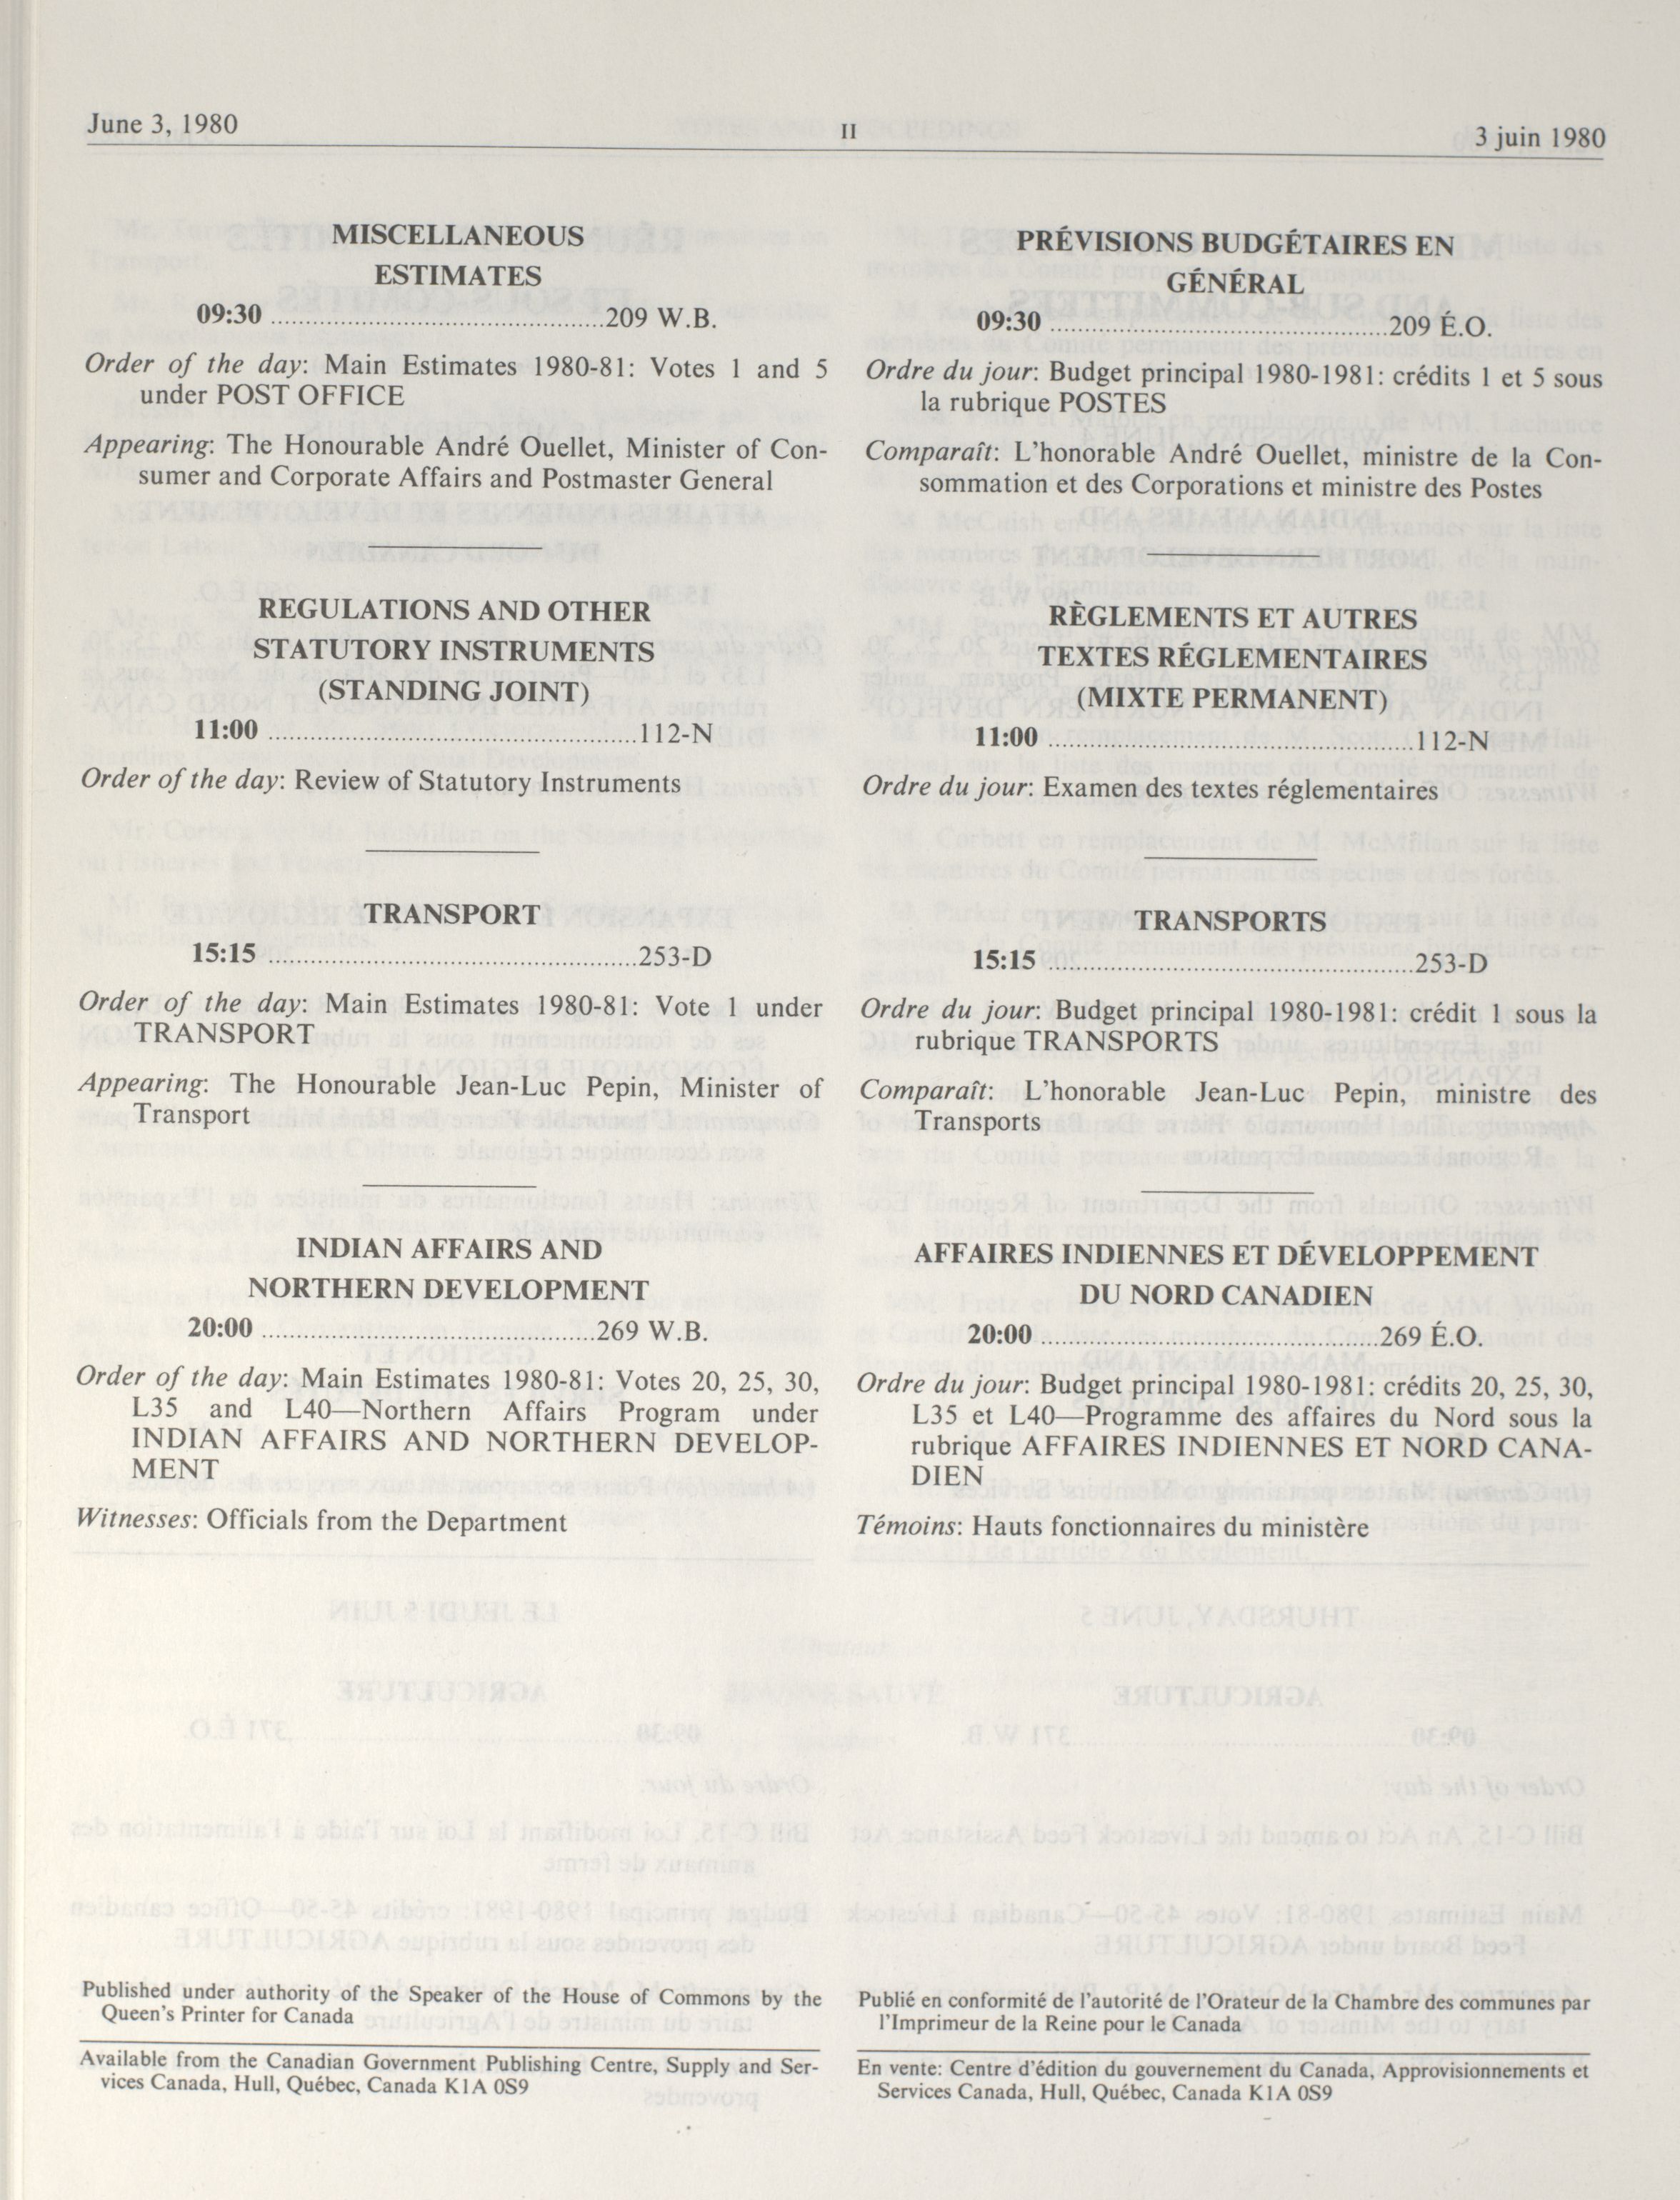 June 3, 1980
II
3 juin 1980
MISCELLANEOUS
ESTIMATES
09:30 ................................................209 W.B.
Order of the day: Main Estimates 1980-81: Votes 1 and 5
under POST OFFICE
Appearing: The Honourable André Ouellet, Minister of Con-
sumer and Corporate Affairs and Postmaster General
REGULATIONS AND OTHER
STATUTORY INSTRUMENTS
(STANDING JOINT)
11:00 .....................................................112-N
Order of the day: Review of Statutory Instruments
TRANSPORT
15:15 .....................................................253-D
Order of the day: Main Estimates 1980-81: Vote 1 under
TRANSPORT
Appearing: The Honourable Jean-Luc Pepin, Minister of
Transport
INDIAN AFFAIRS AND
NORTHERN DEVELOPMENT
20:00 ................................................269 W.B.
Order of the day: Main Estimates 1980-81: Votes 20, 25, 30,
L35 and L40—Northern Affairs Program under
INDIAN AFFAIRS AND NORTHERN DEVELOP-
MENT
Witnesses: Officials from the Department
Published under authority of the Speaker of the House of Commons by the
Queen's Printer for Canada
Available from the Canadian Government Publishing Centre, Supply and Ser-
vices Canada, Hull, Québec, Canada K1A 0S9
PRÉVISIONS BUDGÉTAIRES EN
GÉNÉRAL
09:30 ................................................209 É.O.
Ordre du jour: Budget principal 1980-1981: crédits 1 et 5 sous
la rubrique POSTES
Comparaît: L'honorable André Ouellet, ministre de la Con-
sommation et des Corporations et ministre des Postes
RÈGLEMENTS ET AUTRES
TEXTES RÉGLEMENTAIRES
(MIXTE PERMANENT)
11:00 .....................................................112-N
Ordre du jour: Examen des textes réglementaires
TRANSPORTS
15:15 .....................................................253-D
Ordre du jour: Budget principal 1980-1981: crédit 1 sous la
rubrique TRANSPORTS
Comparaît: L'honorable Jean-Luc Pepin, ministre des
Transports
AFFAIRES INDIENNES ET DÉVELOPPEMENT
DU NORD CANADIEN
20:00 ................................................269 É.O.
Ordre du jour: Budget principal 1980-1981: crédits 20, 25, 30,
L35 et L40—Programme des affaires du Nord sous la
rubrique AFFAIRES INDIENNES ET NORD CANA-
DIEN
Témoins: Hauts fonctionnaires du ministère
Publié en conformité de l'autorité de l'Orateur de la Chambre des communes par
l'Imprimeur de la Reine pour le Canada
En vente: Centre d'édition du gouvernement du Canada, Approvisionnements et
Services Canada, Hull, Québec, Canada K1A 0S9